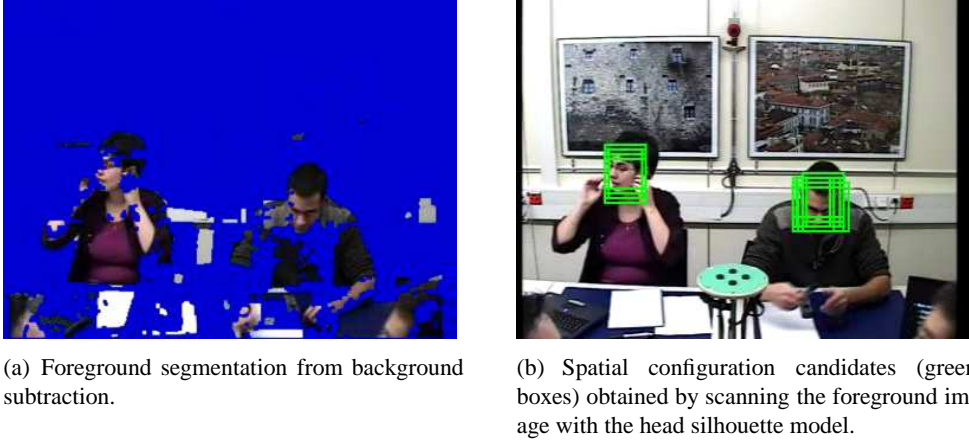 (a) Foreground segmentation from background
subtraction.
(b) Spatial configuration candidates (green
boxes) obtained by scanning the foreground im-
age with the head silhouette model.